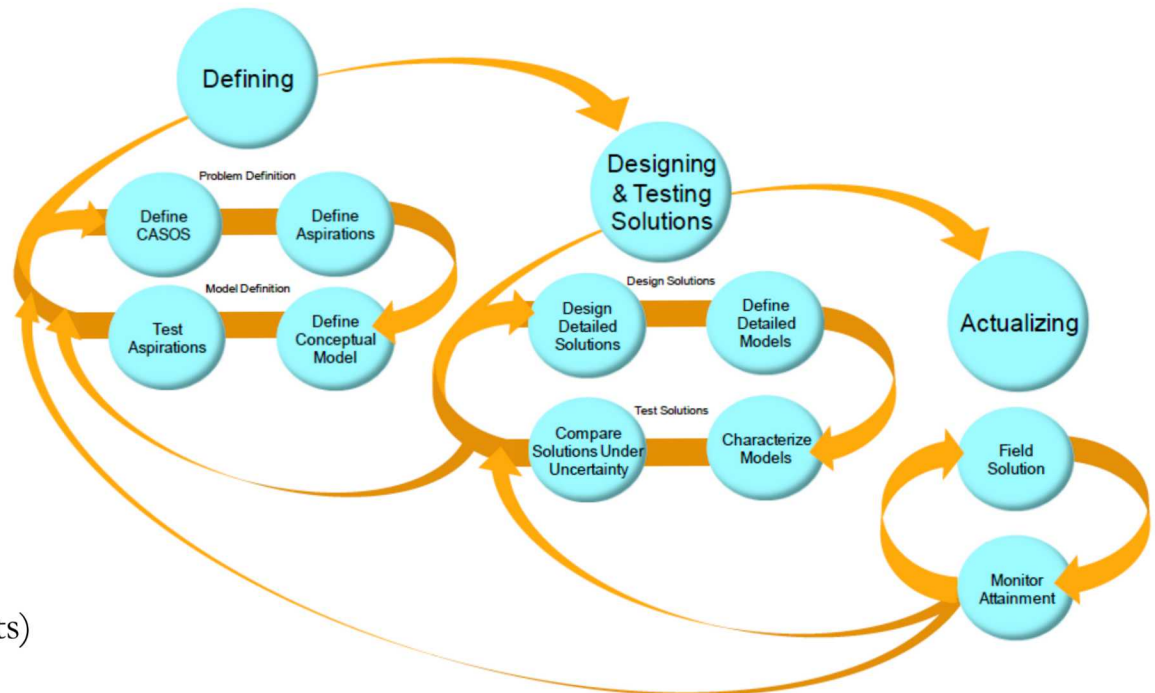 Defining
Problem Definition
Define
CASOS
Define
Aspirations
Model Definition
Test
Aspirations
Define
Conceptual
Model
Designing
& Testing
Solutions
Design Solutions
Design
Detailed
Solutions
Define
Detailed
Models
Test Solutions
Compare
Solutions Under
Uncertainty
Characterize
Models
Actualizing
Field
Solution
Monitor
Attainment
ts)